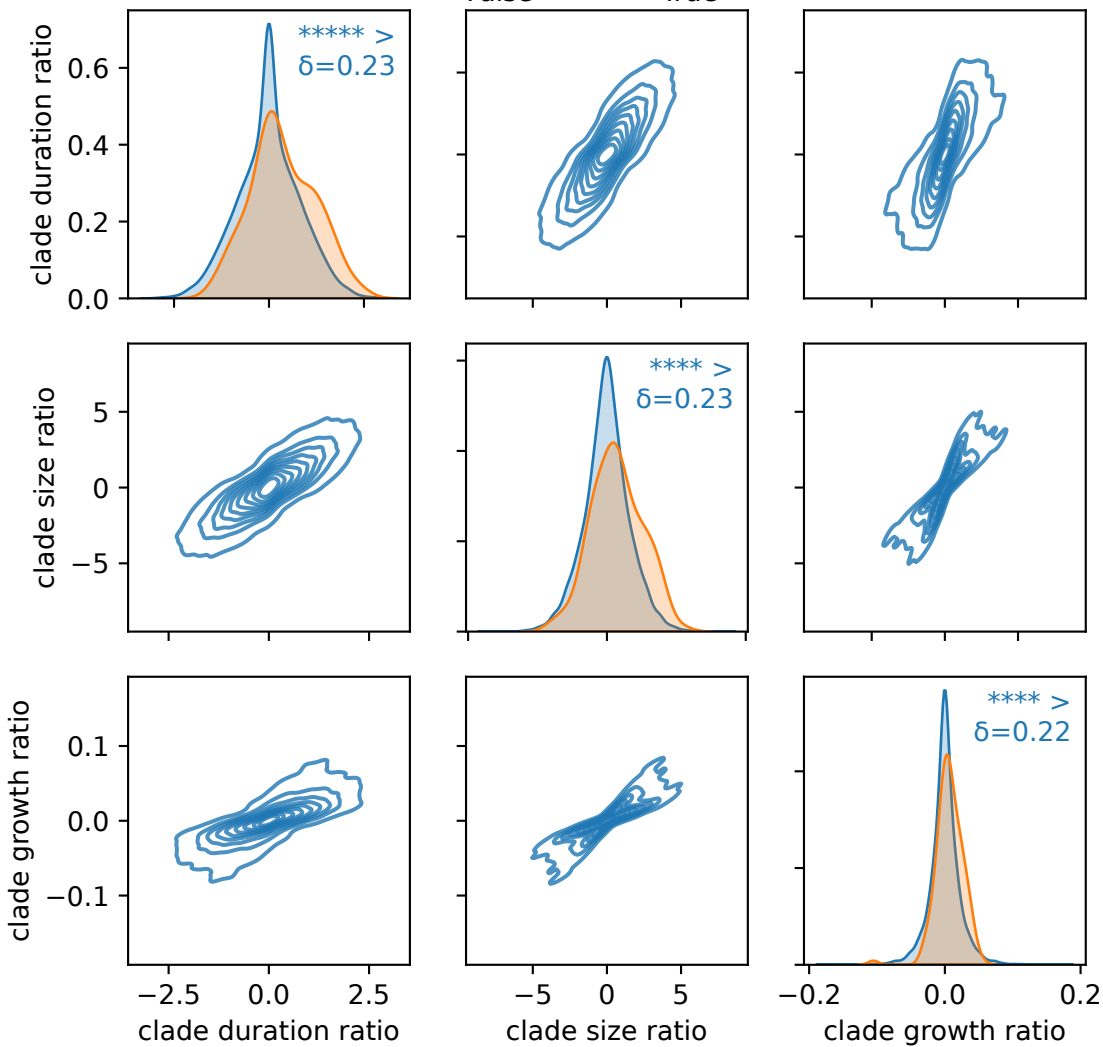 ***** >
δ=0.23
clade duration ratio
0.6
0.4
0.2
0.0
**** >
δ=0.23
clade size ratio
5
0
−5
**** >
δ=0.22
clade growth ratio
0.1
0.0
−0.1
−2.5 0.0 2.5
−5 0 5
−0.2 0.0 0.2
clade duration ratio
clade size ratio
clade growth ratio